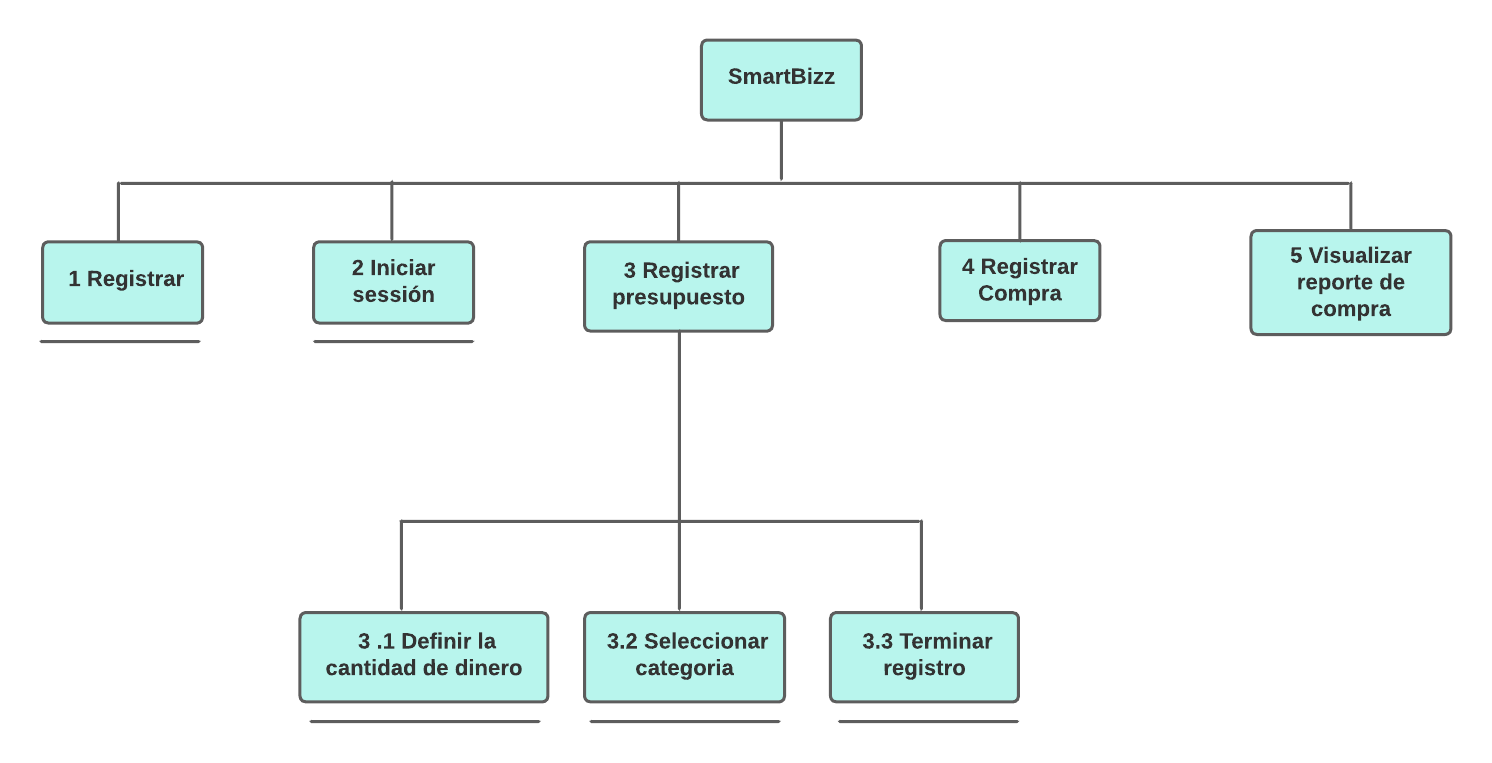 SmartBizz
1 Registrar
2 Iniciar
sessión
3 Registrar
presupuesto
4 Registrar
Compra
5 Visualizar
reporte de
compra
3 .1 Definir la
cantidad de dinero
3.2 Seleccionar
categoria
3.3 Terminar
registro